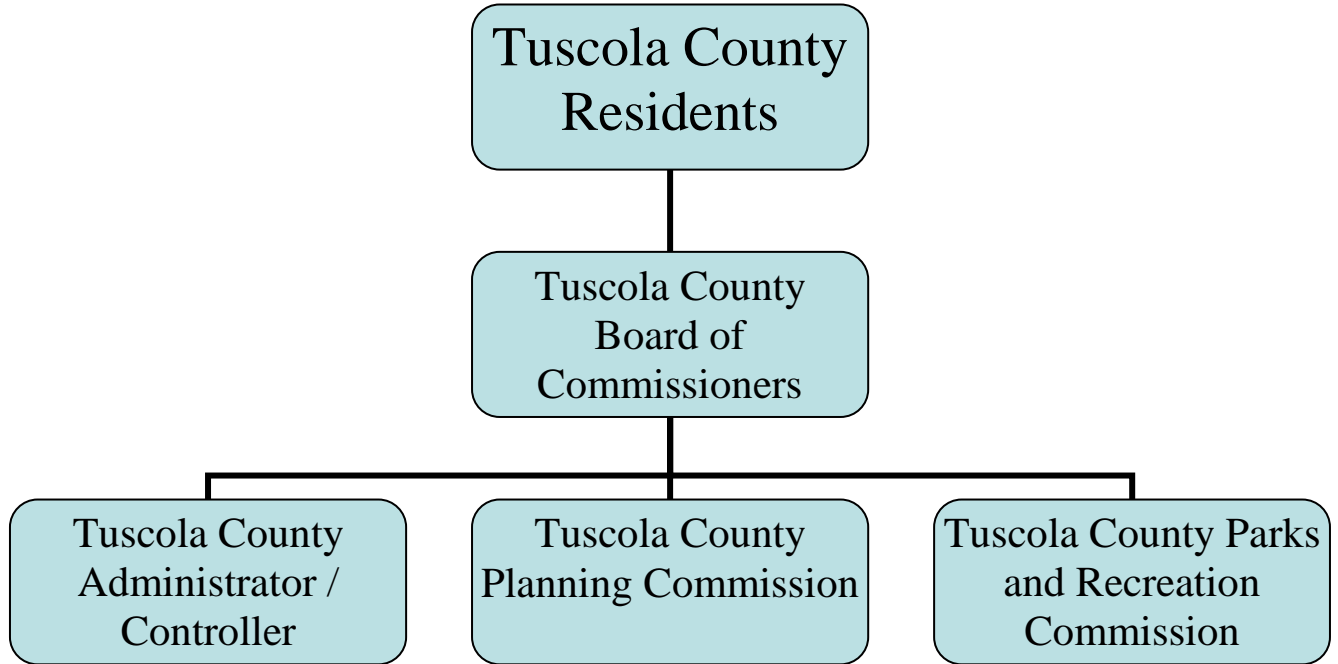 Tuscola County
Residents
Tuscola County
Board of
Commissioners
Tuscola County
Administrator /
Controller
Tuscola County
Planning Commission
Tuscola County Parks
and Recreation
Commission